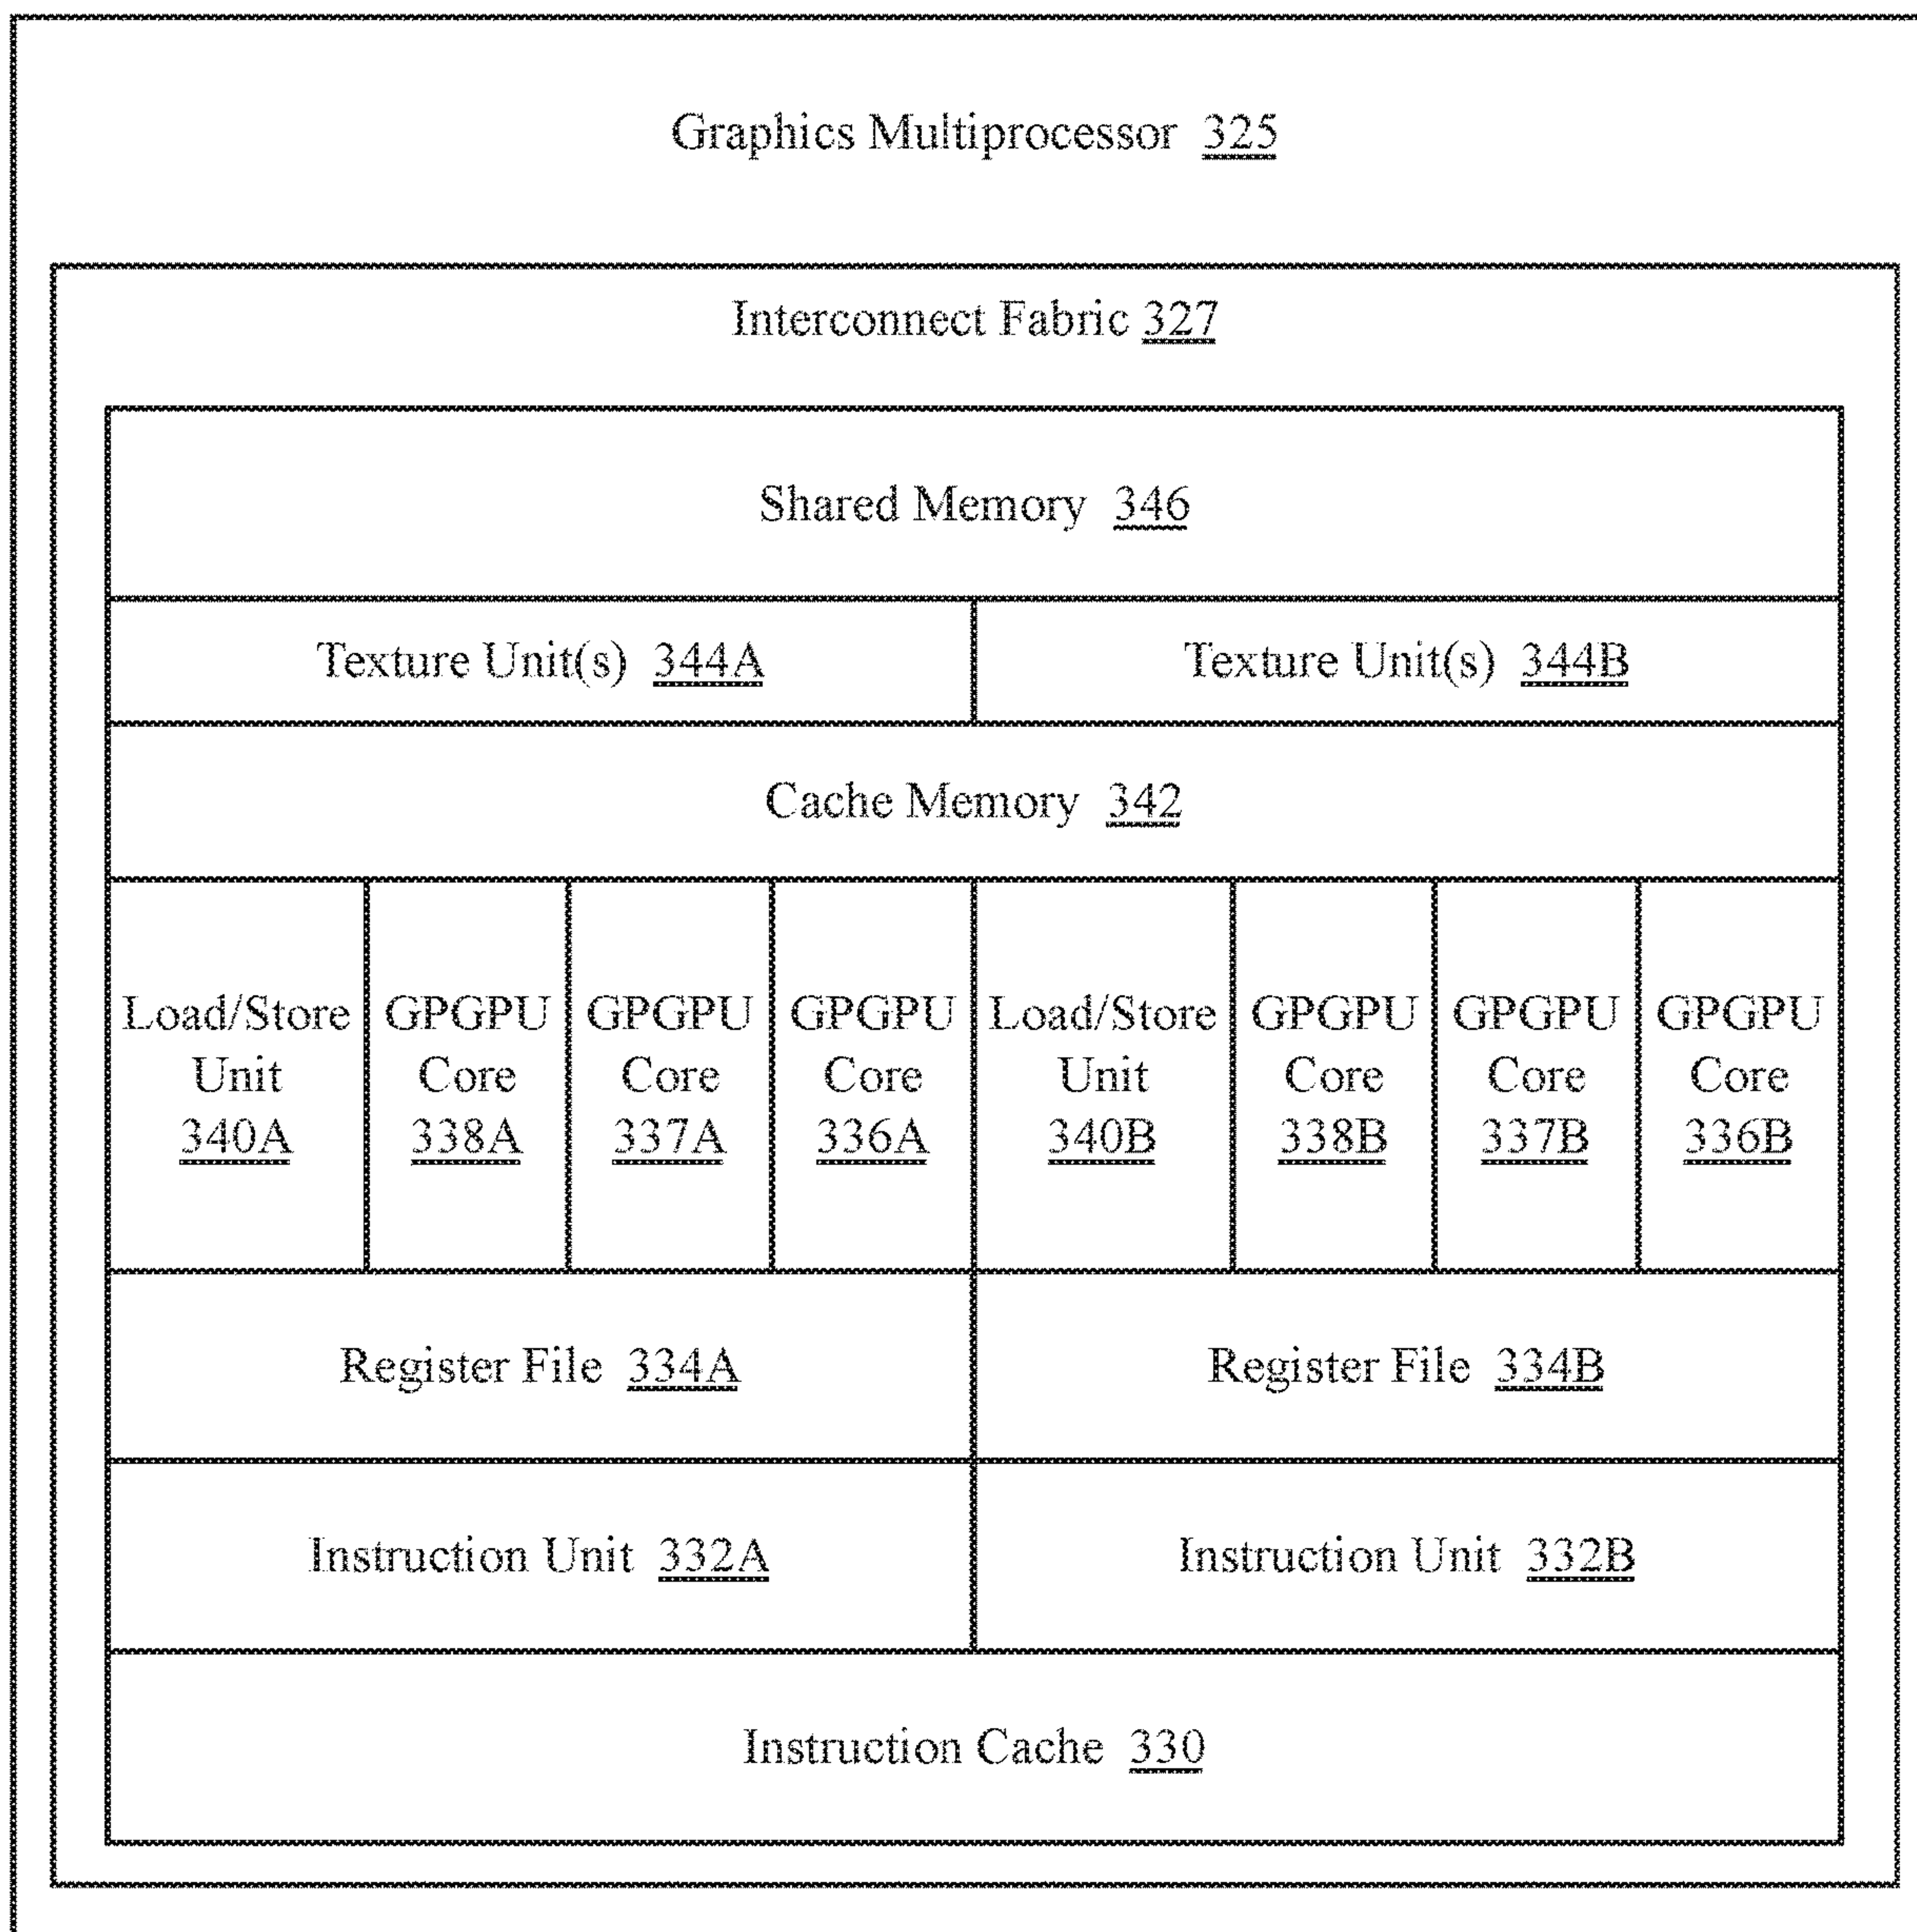 Graphics Multiprocessor 325
Interconnect Fabric 327
Shared Memory 346
Texture Unit(s) 344A
Texture Unit(s) 344B
Cache Memory 342
Load/Store
Unit
340A
GPGPU
Core
338A
GPGPU
Core
337A
GPGPU
Core
336A
Load/Store
Unit
340B
GPGPU
Core
338B
GPGPU
Core
337B
GPGPU
Core
336B
Register File 334A
Register File 334B
Instruction Unit 332A
Instruction Unit 332B
Instruction Cache 330